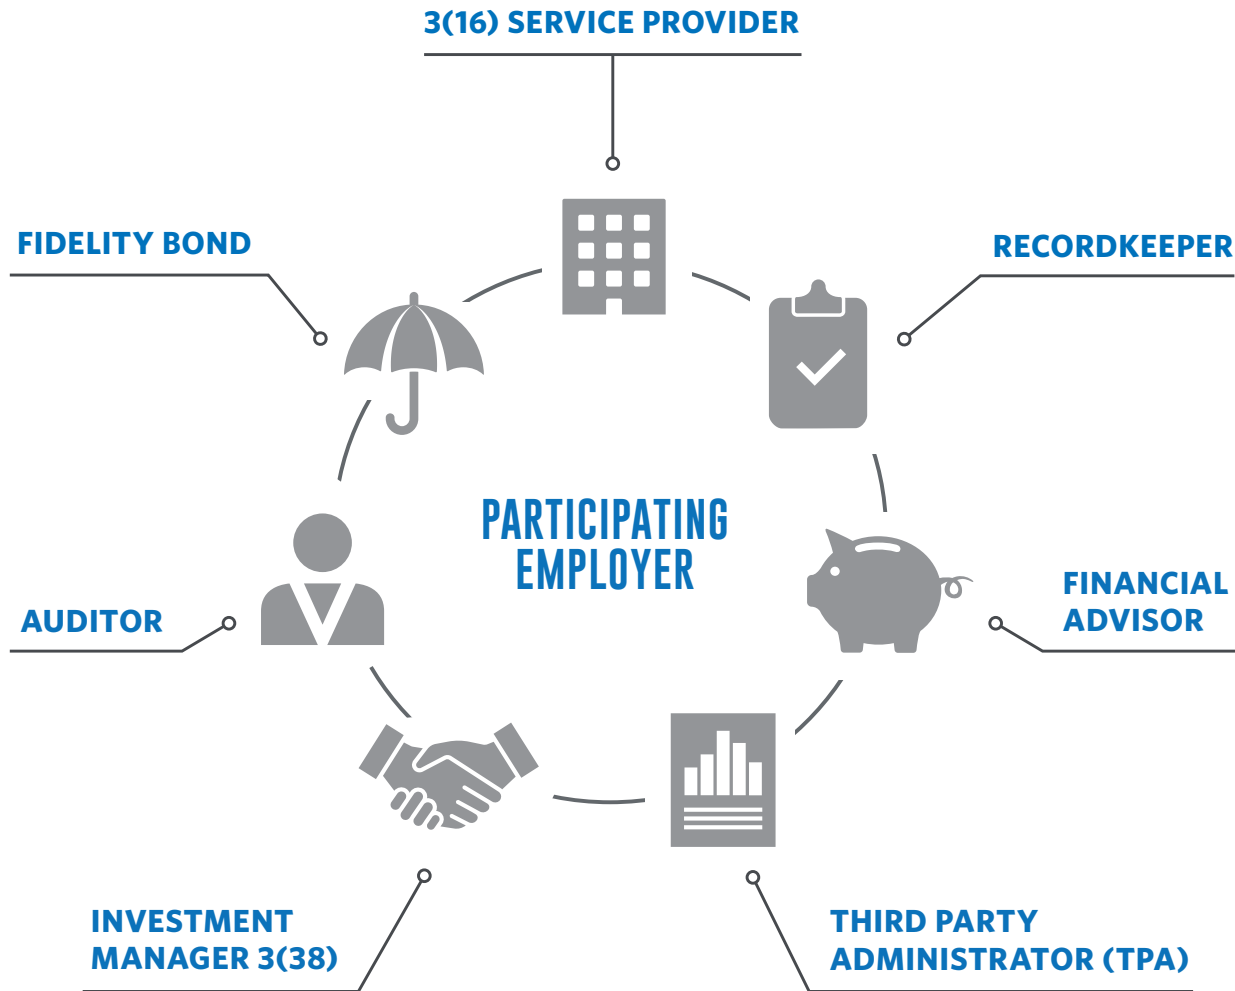 3(16) SERVICE PROVIDER
FIDELITY BOND
RECORDKEEPER
PARTICIPATING
EMPLOYER
FINANCIAL
ADVISOR
AUDITOR
INVESTMENT
MANAGER 3(38)
THIRD PARTY
ADMINISTRATOR (TPA)